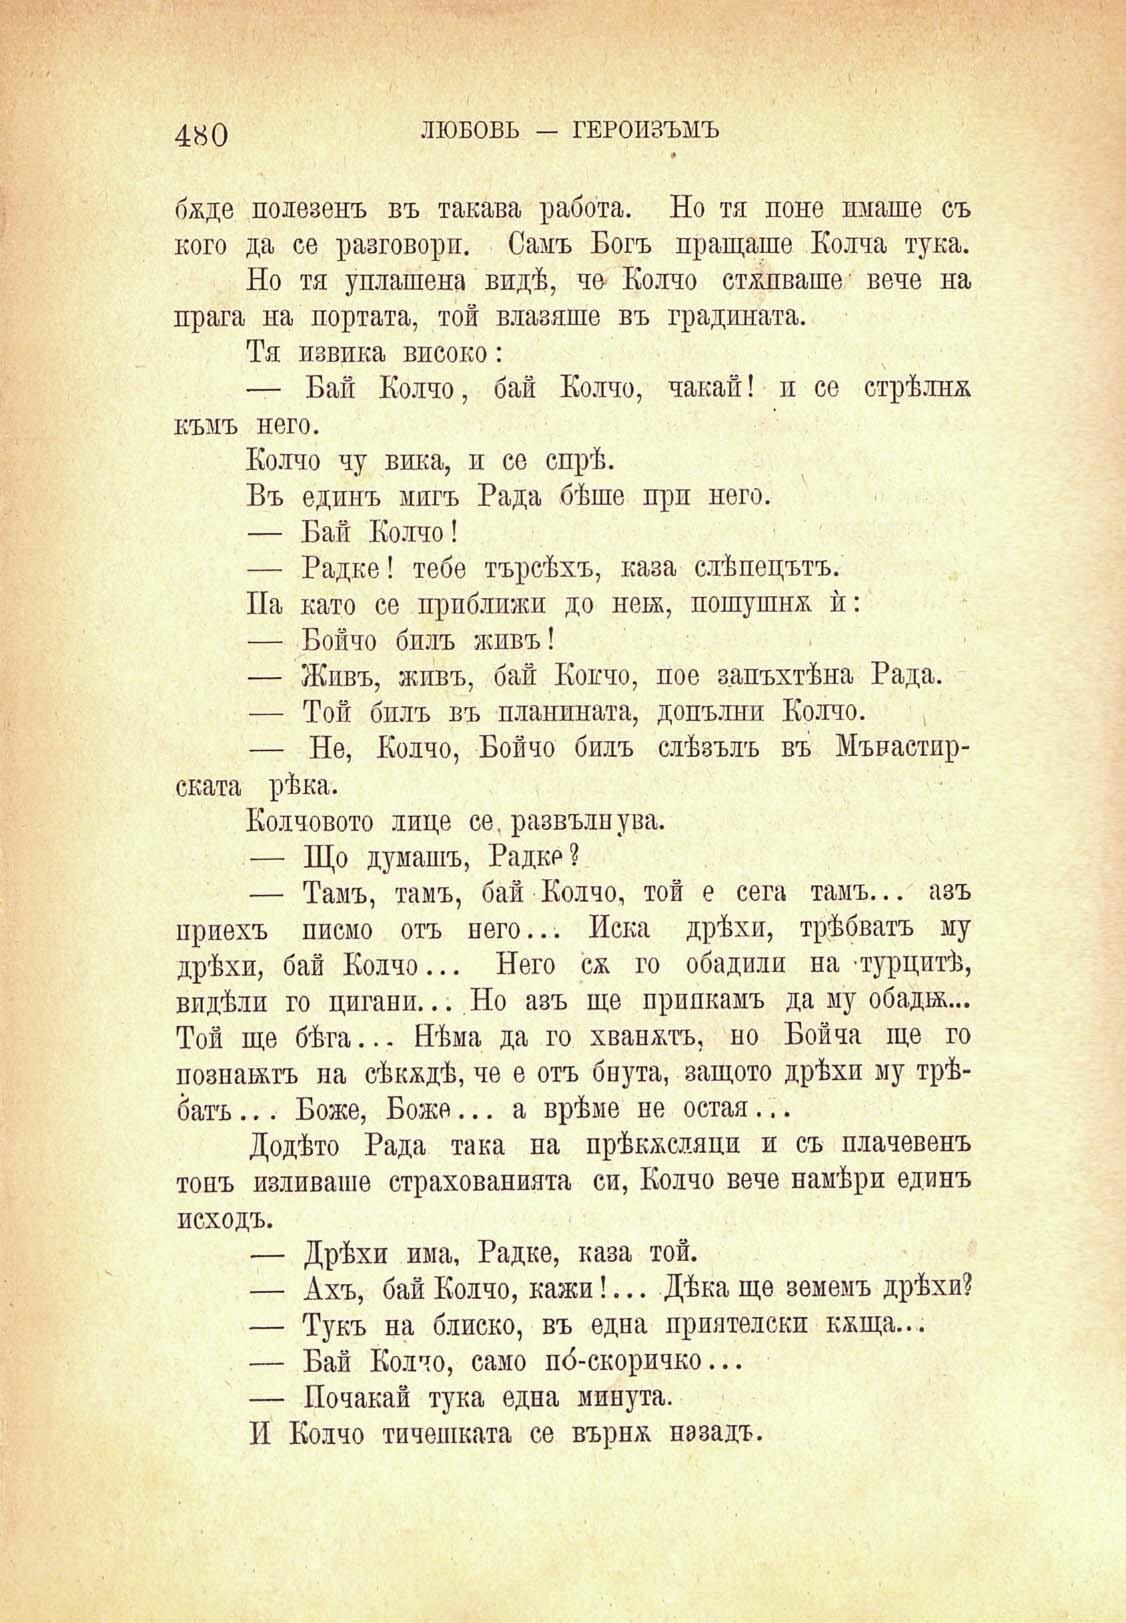 480 ЛЮБОВЬ — ГЕРОИЗЪМЪ
бѫде полезенъ въ такава работа. Но тя поне имаше съ
кого да се разговори. Самъ Богъ пращаше Колча тука.
Но тя уплашена видѣ, че Колчо стѫпваше вече на
прага на портата, той влазяше въ градината.
Тя извика високо:
— Бай Колчо, бай Колчо, чакай! и се стрѣлнѫ
къмъ него.
Колчо чу вика, и се спрѣ.
Въ единъ мигъ Рада бѣше при него.
— Бай Колчо!
— Радке! тебе търсѣхъ, каза слѣпецътъ.
Па като се приближи до неѭ, пошушнѫ ѝ:
— Бойчо билъ живъ!
— Живъ, живъ, бай Колчо, пое запъхтѣна Рада.
— Той билъ въ планината, допълни Колчо.
— Не, Колчо, Бойчо билъ слѣзълъ въ Мънастир-
ската рѣка.
Колчовото лице се развълнува.
— Що думашъ, Радке?
— Тамъ, тамъ, бай Колчо, той е сега тамъ... азъ
приехъ писмо отъ него... Иска дрѣхи, трѣбватъ му
дрѣхи, бай Колчо... Него сѫ го обадили на турцитѣ,
видѣли го цигани... Но азъ ще припкамъ да му обадѭ...
Той ще бѣга... Нѣма да го хванѫтъ, но Бойча ще го
познаѭтъ на сѣкѫдѣ, че е отъ бнута, защото дрѣхи му трѣ-
батъ... Боже, Боже... а врѣме не остая...
Додѣто Рада така на прѣкѫсляци и съ плачевенъ
тонъ изливаше страхованията си, Колчо вече намѣри единъ
исходъ.
— Дрѣхи има, Радке, каза той.
— Ахъ, бай Колчо, кажи!... Дѣка ще земемъ дрѣхи?
— Тукъ на блиско, въ една приятелски кѫща...
— Бай Колчо, само по́-скоричко...
— Почакай тука една минута.
И Колчо тичешката се върнѫ назадъ.